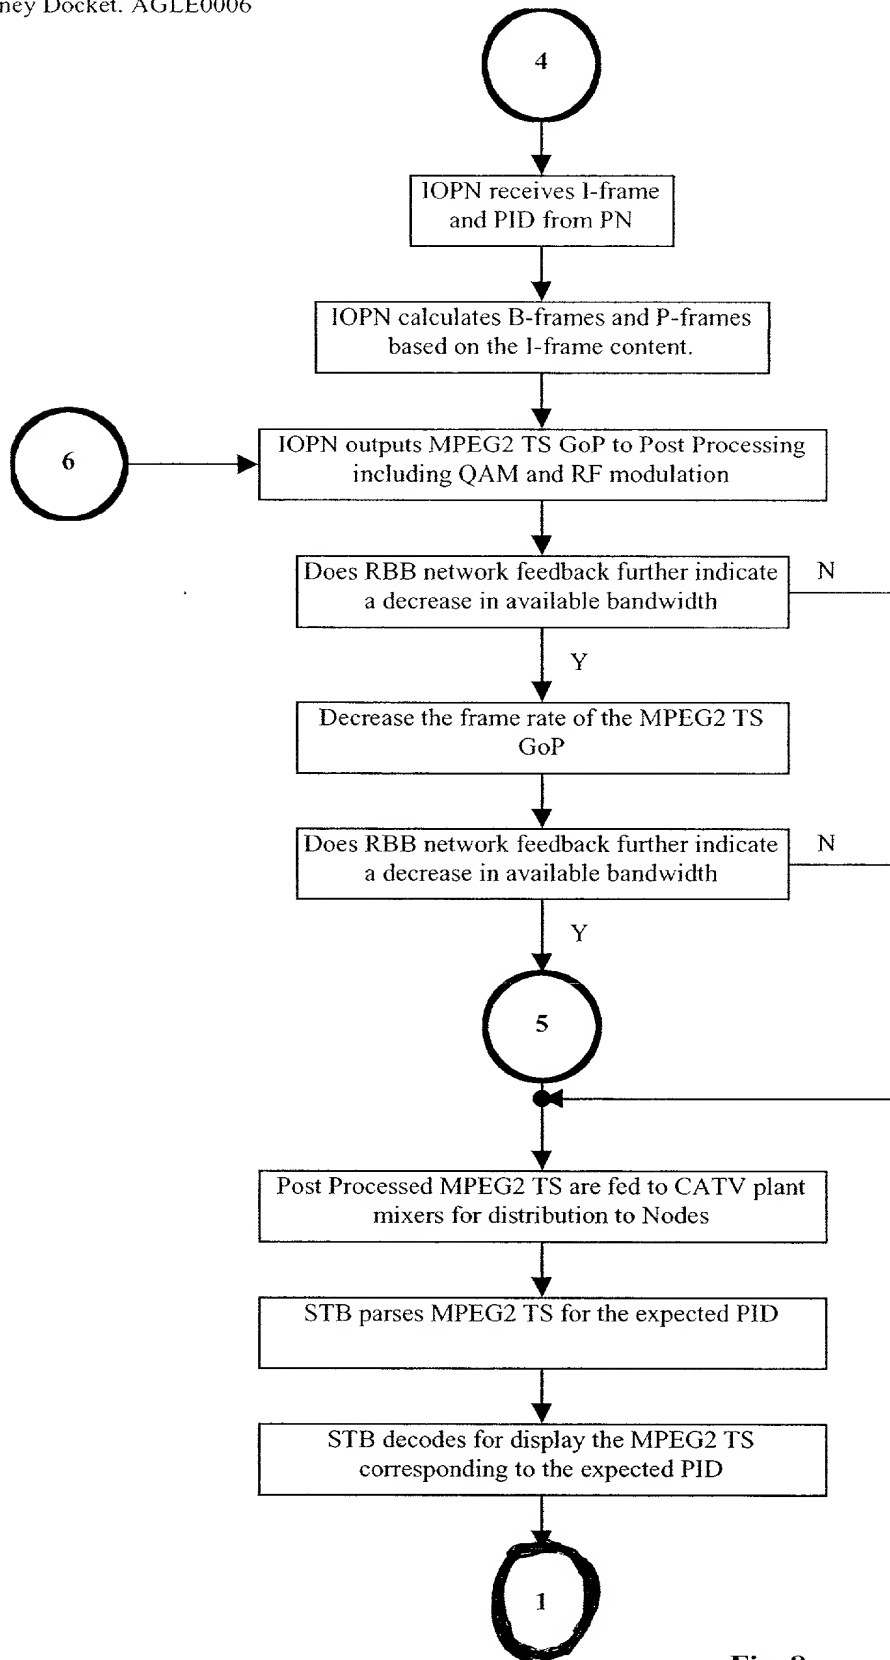 ney Docket. AGLE0006
4
IOPN receives I-frame
and PID from PN
IOPN calculates B-frames and P-frames
based on the I-frame content.
6
IOPN outputs MPEG2 TS GoP to Post Processing
including QAM and RF modulation
Does RBB network feedback further indicate
a decrease in available bandwidth
N
Y
Decrease the frame rate of the MPEG2 TS
GoP
Does RBB network feedback further indicate
a decrease in available bandwidth
N
Y
5
Post Processed MPEG2 TS are fed to CATV plant
mixers for distribution to Nodes
STB parses MPEG2 TS for the expected PID
STB decodes for display the MPEG2 TS
corresponding to the expected PID
1